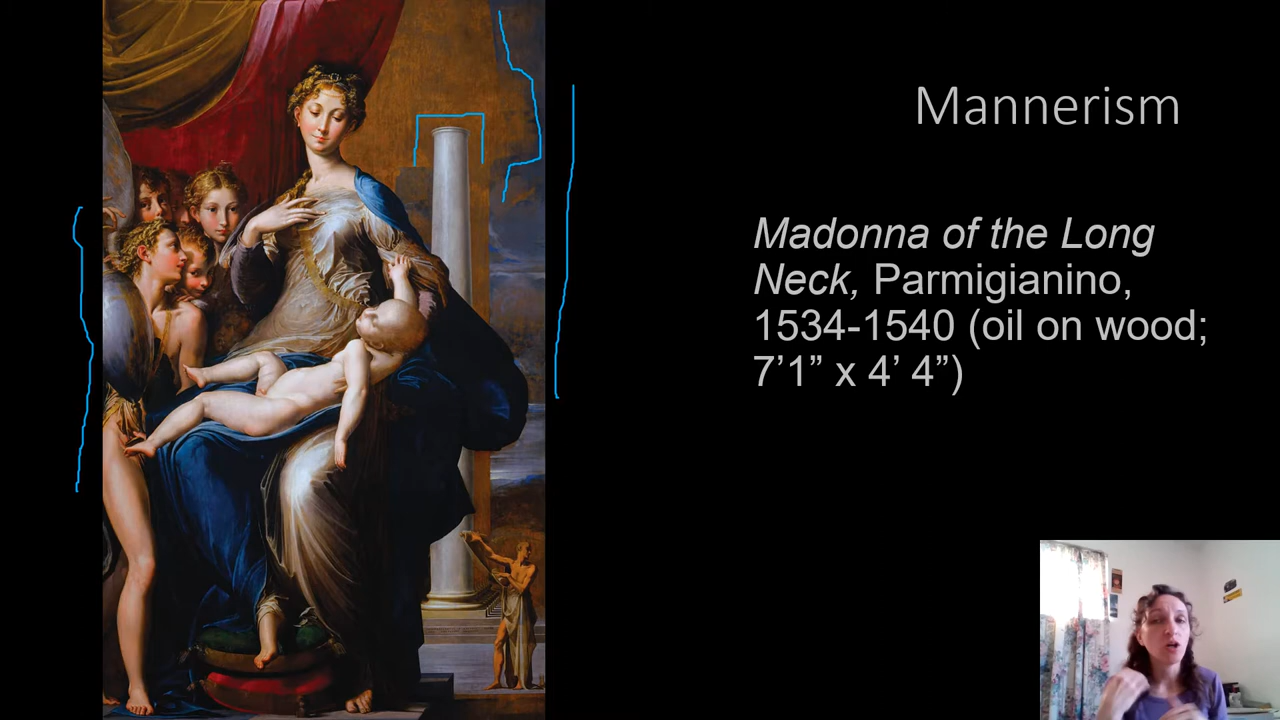 Mannerism
Madonna of the Long
Neck, Parmigianino,
1534-1540 (oil on wood;
7’1” x 4’ 4”)